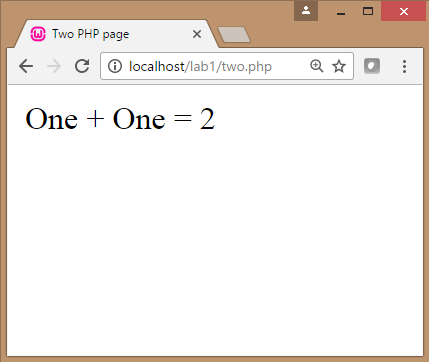 Two PHP page
localhost/lab1/two.php
One + One = 2